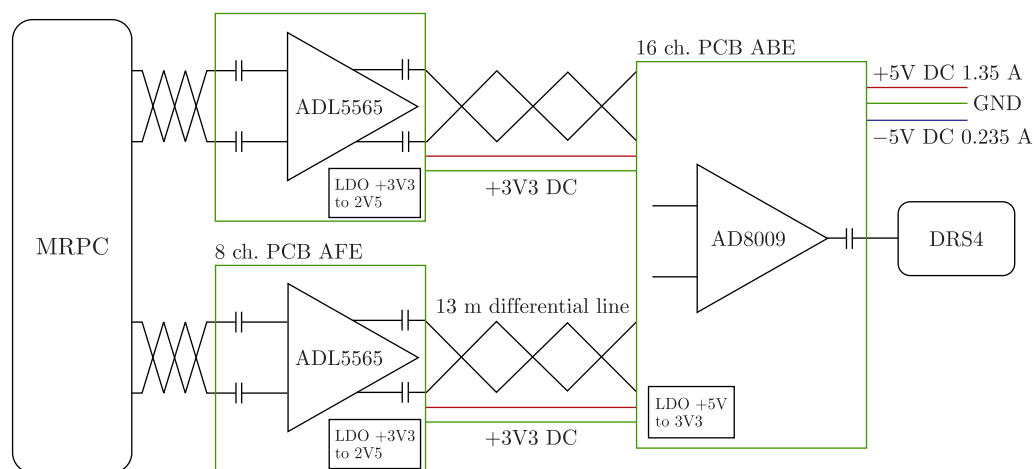 16 ch. PCB ABE
+5V DC 1.35 A
ADL5565
GND
−5V DC 0.235 A
LDO +3V3
to 2V5
+3V3 DC
MRPC
AD8009
DRS4
8 ch. PCB AFE
13 m differential line
ADL5565
LDO +5V
to 3V3
LDO +3V3
to 2V5
+3V3 DC